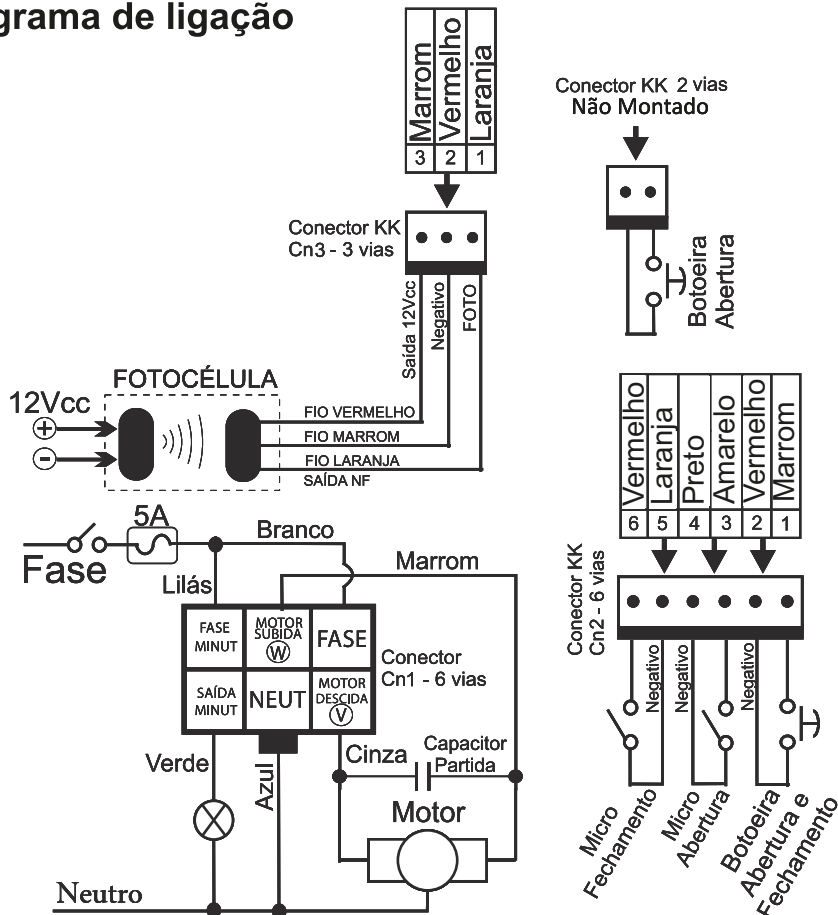 grama de ligação
Marrom
Vermelho
Laranja
3 2 1
Conector KK
Cn3 - 3 vias
Saída 12Vcc
Negativo
FOTO
Conector KK 2 vias
Não Montado
Botoeira
Abertura
FOTOCÉLULA
12Vcc
+
-
FIO VERMELHO
FIO MARROM
FIO LARANJA
SAÍDA NF
Vermelho
Laranja
Preto
Amarelo
Vermelho
Marrom
6 5 4 3 2 1
Conector KK
Cn2 - 6 vias
Negativo
Negativo
Negativo
Micro
Fechamento
Micro
Abertura
Botoeira
Abertura e
Fechamento
5A
Fase
Branco
Lilás
Marrom
FASE
MINUT
MOTOR
SUBIDA
W
FASE
SAÍDA
MINUT
NEUT
MOTOR
DESCIDA
V
Conector
Cn1 - 6 vias
Verde
Azul
Cinza
Capacitor
Partida
Motor
Neutro